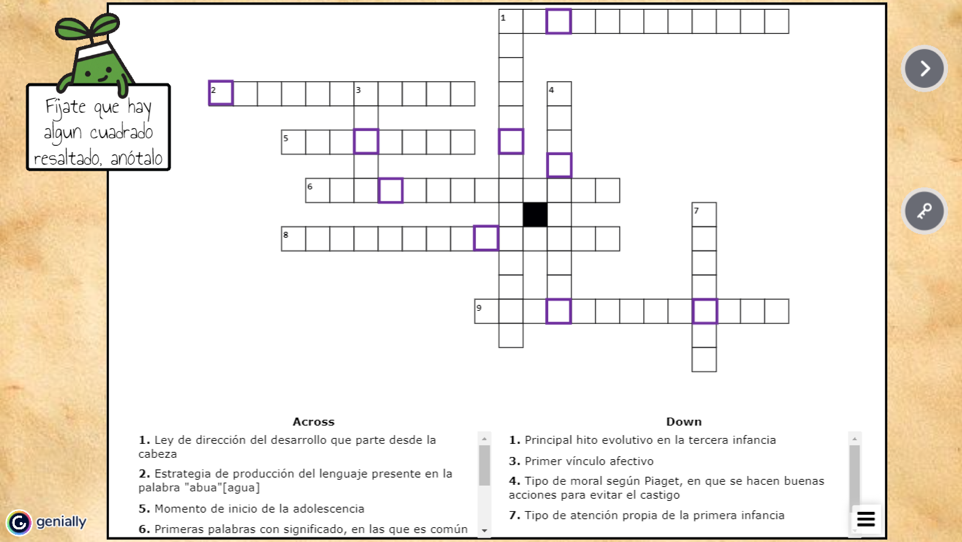 Fíjate que hay
algun cuadrado
resaltado, anótalo
1
2
3
4
5
6
7
8
9
Across
1. Ley de dirección del desarrollo que parte desde la
cabeza
2. Estrategia de producción del lenguaje presente en la
palabra "abua"[agua]
5. Momento de inicio de la adolescencia
6. Primeras palabras con significado, en las que es común
Down
1. Principal hito evolutivo en la tercera infancia
3. Primer vínculo afectivo
4. Tipo de moral según Piaget, en que se hacen buenas
acciones para evitar el castigo
7. Tipo de atención propia de la primera infancia
genially